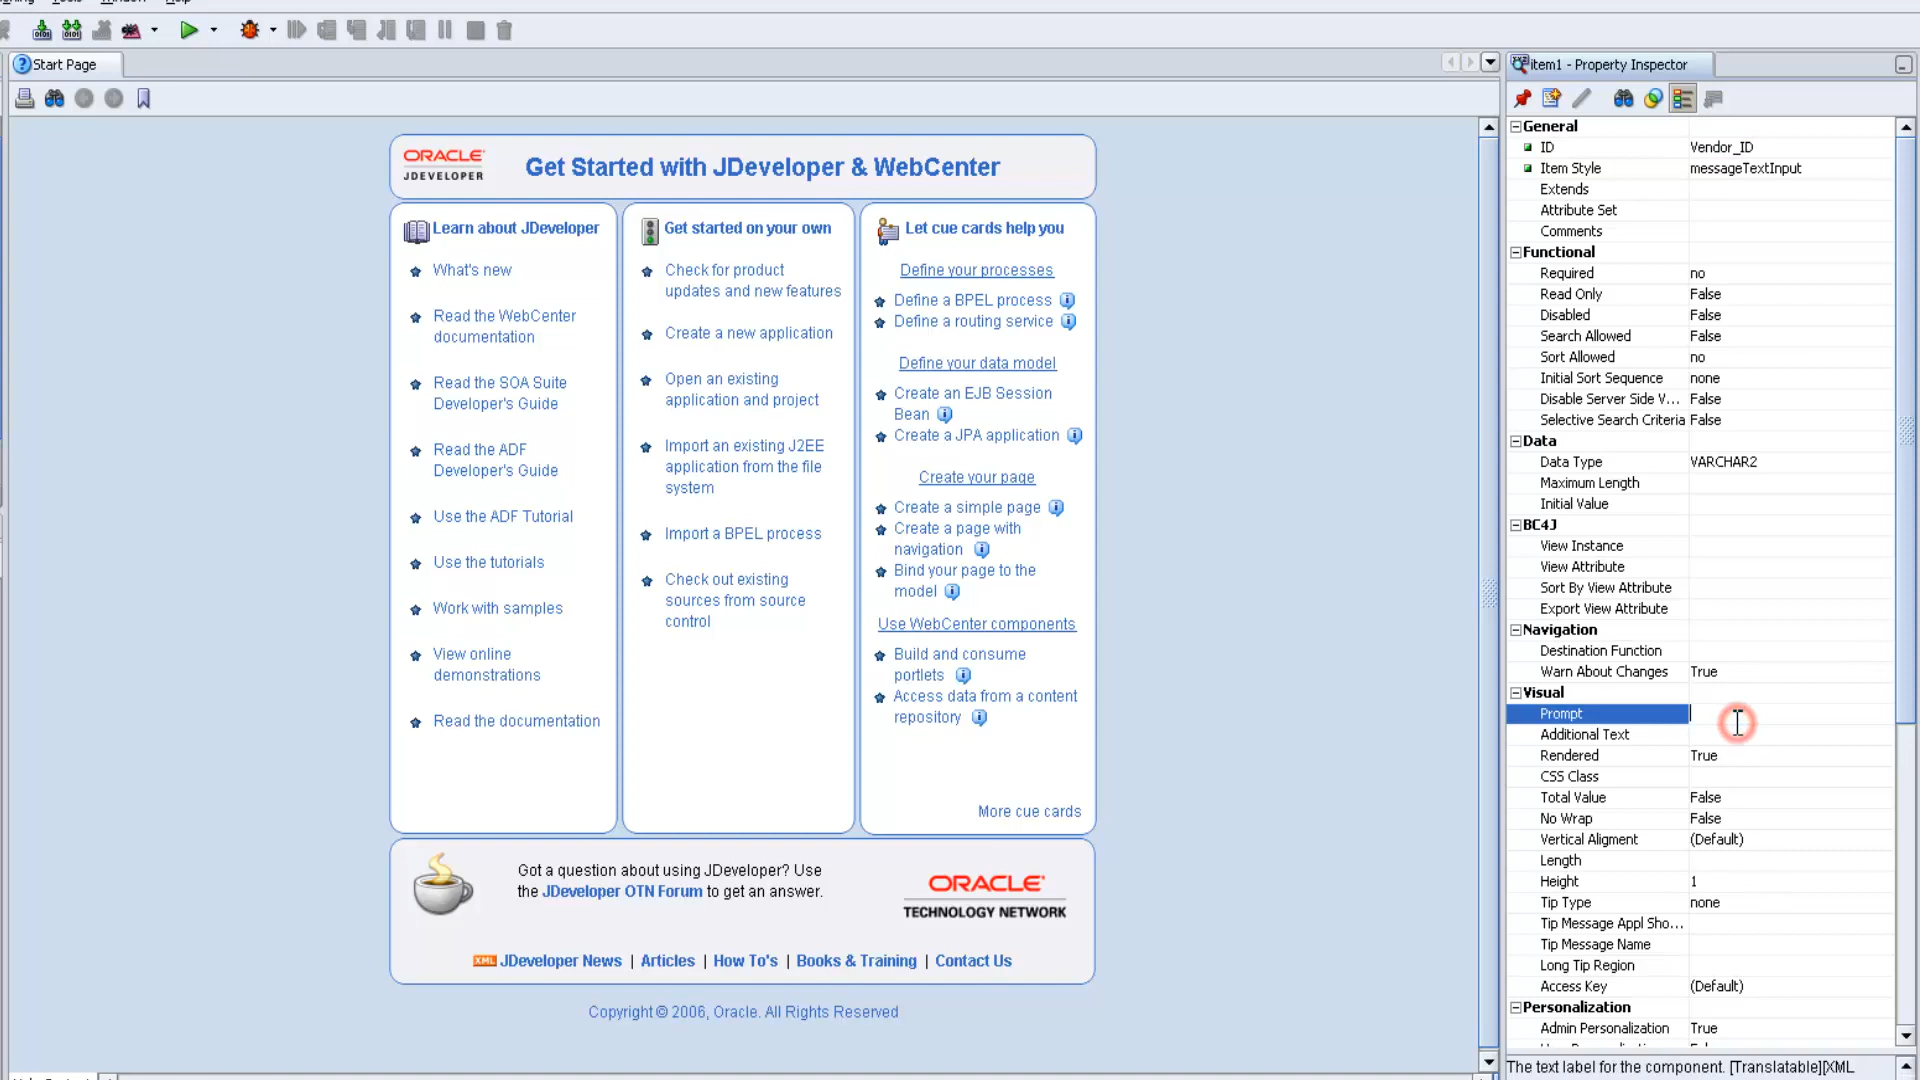 Start Page
item1 - Property Inspector
ORACLE
JDEVELOPER
Get Started with JDeveloper & WebCenter
Learn about JDeveloper
What's new
Read the WebCenter
documentation
Read the SOA Suite
Developer's Guide
Read the ADF
Developer's Guide
Use the ADF Tutorial
Use the tutorials
Work with samples
View online
demonstrations
Read the documentation
Get started on your own
Check for product
updates and new features
Create a new application
Open an existing
application and project
Import an existing J2EE
application from the file
system
Import a BPEL process
Check out existing
sources from source
control
Let cue cards help you
Define your processes
Define a BPEL process
Define a routing service
Define your data model
Create an EJB Session
Bean
Create a JPA application
Create your page
Create a simple page
Create a page with
navigation
Bind your page to the
model
Use WebCenter components
Build and consume
portlets
Access data from a content
repository
More cue cards
Got a question about using JDeveloper? Use
the JDeveloper OTN Forum to get an answer.
ORACLE
TECHNOLOGY NETWORK
XML JDeveloper News | Articles | How To's | Books & Training | Contact Us
Copyright © 2006, Oracle. All Rights Reserved
General
ID Vendor_ID
Item Style messageTextInput
Extends
Attribute Set
Comments
Functional
Required no
Read Only False
Disabled False
Search Allowed False
Sort Allowed no
Initial Sort Sequence none
Disable Server Side V... False
Selective Search Criteria False
Data
Data Type VARCHAR2
Maximum Length
Initial Value
BC4J
View Instance
View Attribute
Sort By View Attribute
Export View Attribute
Navigation
Destination Function
Warn About Changes True
Visual
Prompt
Additional Text
Rendered True
CSS Class
Total Value False
No Wrap False
Vertical Aligment (Default)
Length
Height 1
Tip Type none
Tip Message Appl Sho...
Tip Message Name
Long Tip Region
Access Key (Default)
Personalization
Admin Personalization True
The text label for the component. [Translatable][XML